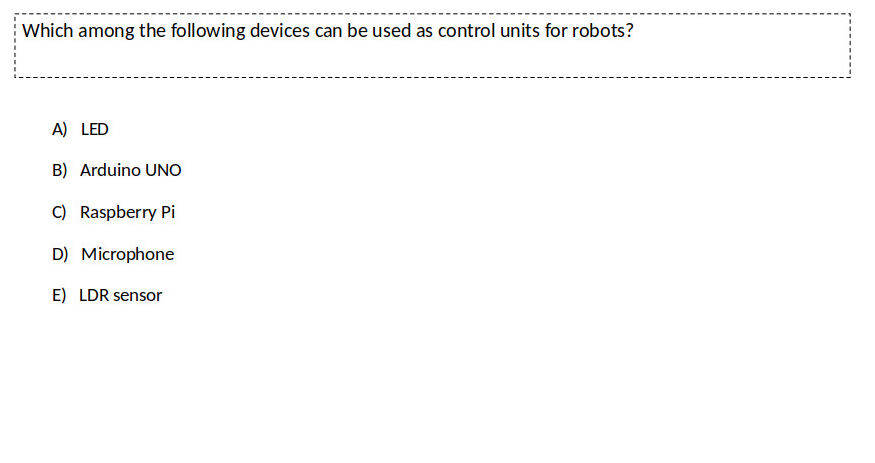 Which among the following devices can be used as control units for robots?
A) LED
B) Arduino UNO
C) Raspberry Pi
D) Microphone
E) LDR sensor